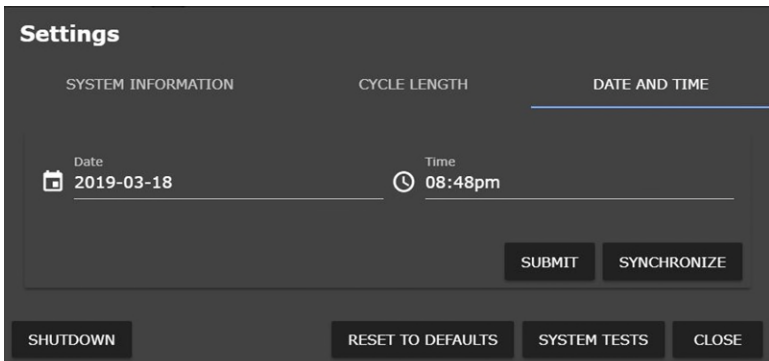 Settings
SYSTEM INFORMATION CYCLE LENGTH DATE AND TIME
Date Time
2019-03-18 08:48pm
SUBMIT SYNCHRONIZE
SHUTDOWN RESET TO DEFAULTS SYSTEM TESTS CLOSE